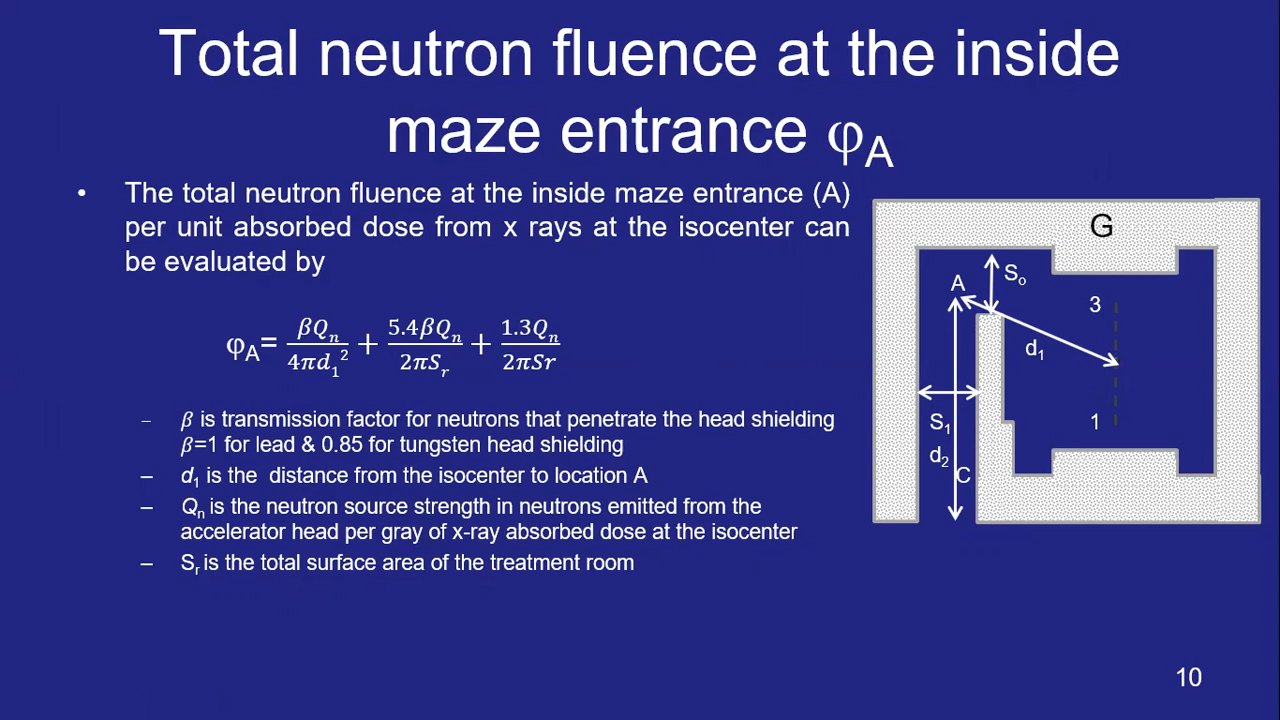 Total neutron fluence at the inside
maze entrance φA
• The total neutron fluence at the inside maze entrance (A)
per unit absorbed dose from x rays at the isocenter can
be evaluated by
φA= βQn/4πd1² + 5.4βQn/2πSr + 1.3Qn/2πSr
– β is transmission factor for neutrons that penetrate the head shielding
β=1 for lead & 0.85 for tungsten head shielding
– d1 is the distance from the isocenter to location A
– Qn is the neutron source strength in neutrons emitted from the
accelerator head per gray of x-ray absorbed dose at the isocenter
– Sr is the total surface area of the treatment room
G
A
So
3
d1
S1
1
d2
C
10